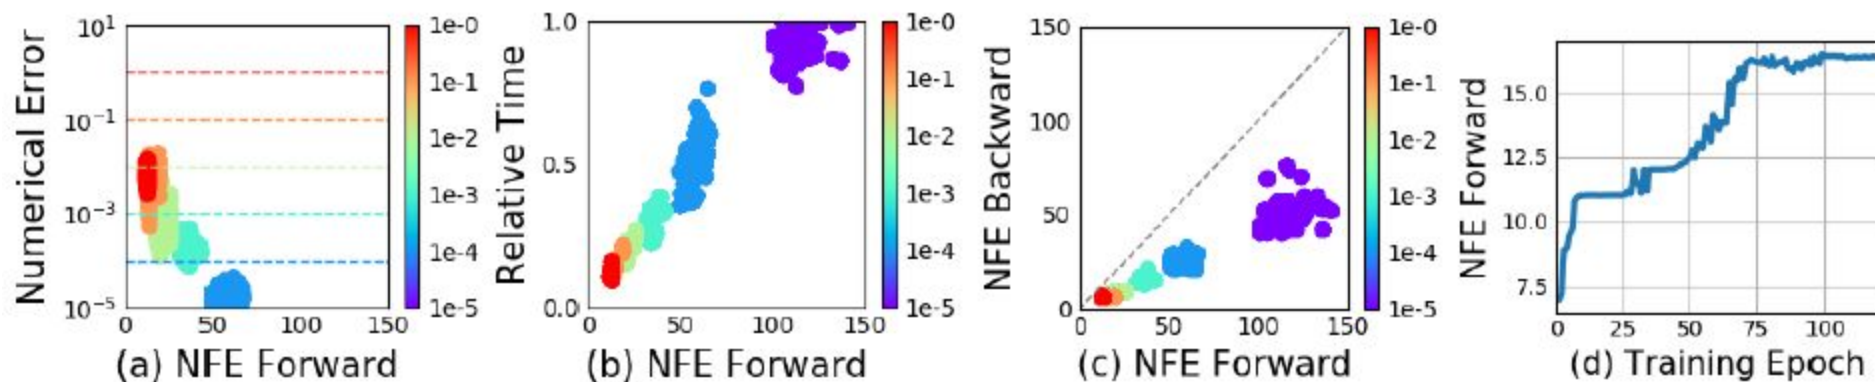 Numerical Error
10¹
10⁻¹
10⁻³
10⁻⁵
0 50 100 150
1e-0
1e-1
1e-2
1e-3
1e-4
1e-5
(a) NFE Forward
Relative Time
1.0
0.5
0.0
0 50 100 150
1e-0
1e-1
1e-2
1e-3
1e-4
1e-5
(b) NFE Forward
NFE Backward
150
100
50
0
0 50 100 150
1e-0
1e-1
1e-2
1e-3
1e-4
1e-5
(c) NFE Forward
NFE Forward
15.0
12.5
10.0
7.5
0 25 50 75 100
(d) Training Epoch